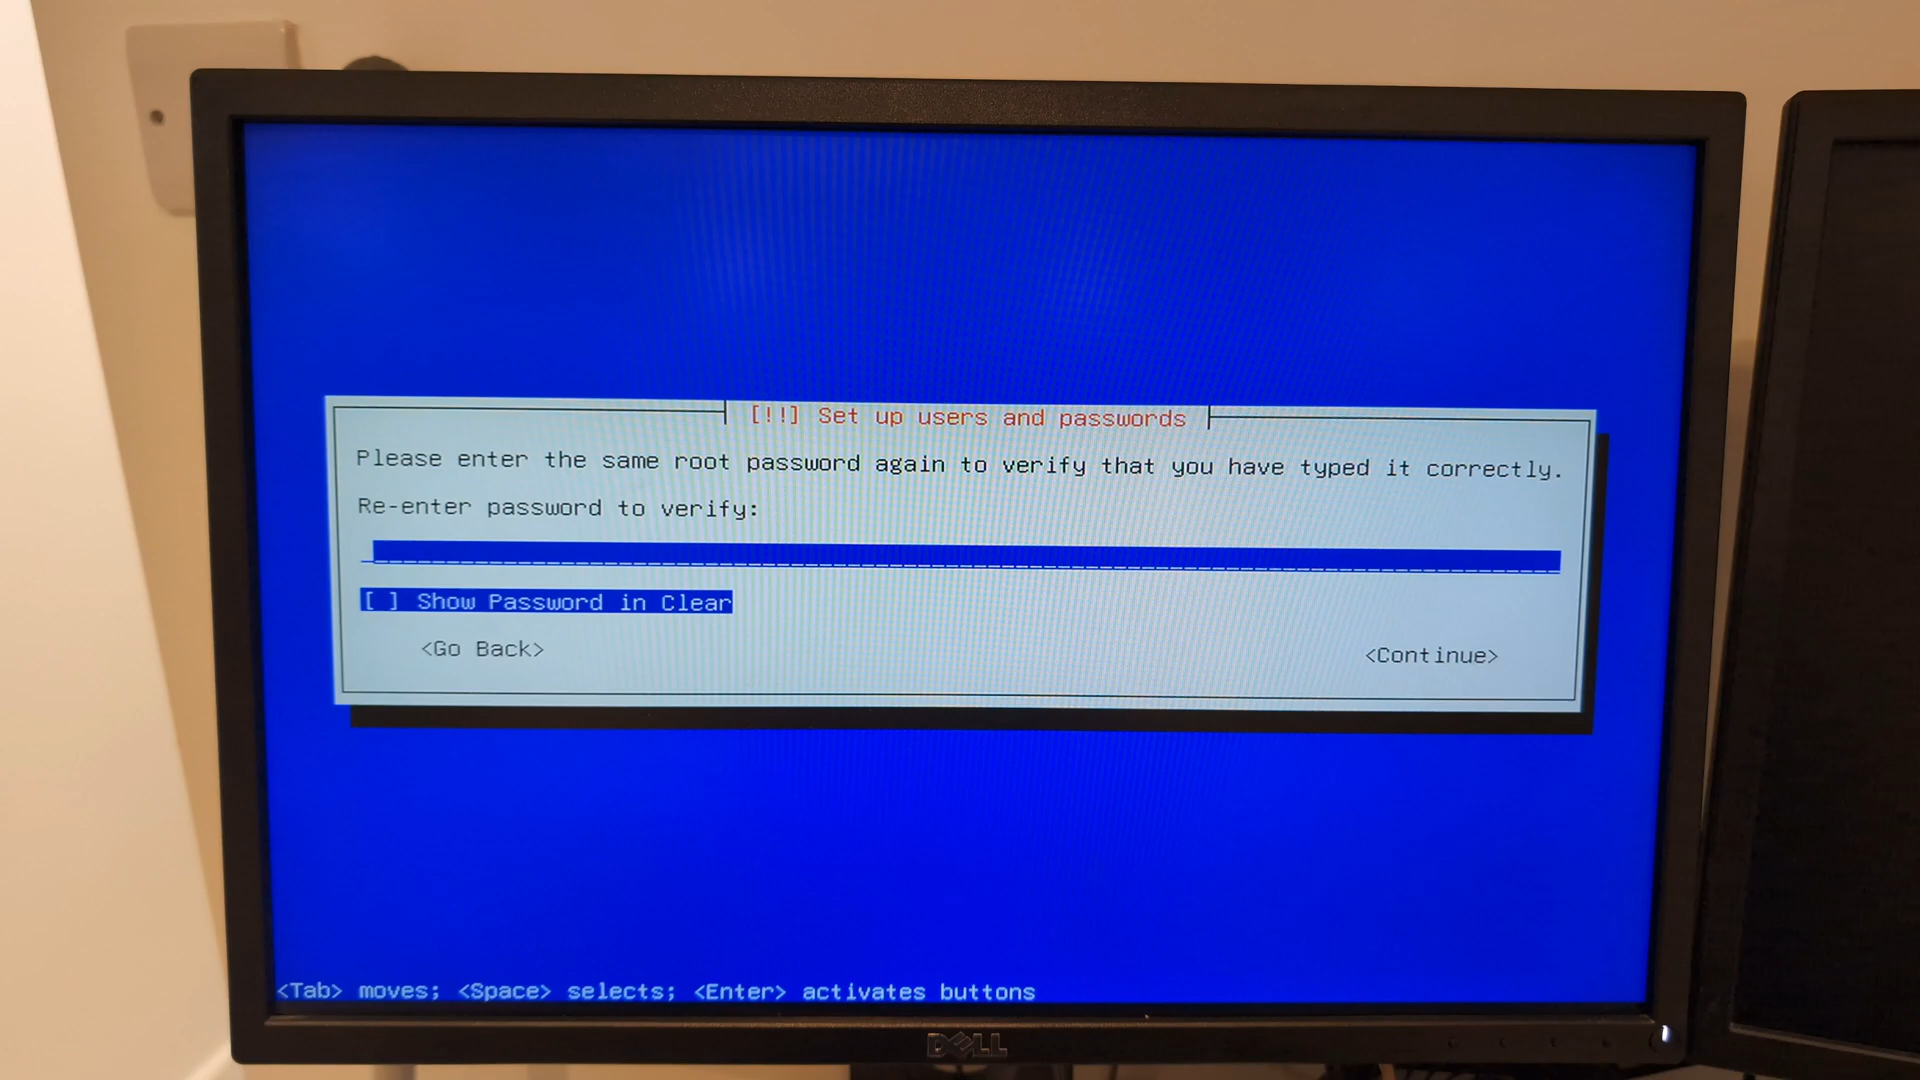 [!!] Set up users and passwords
Please enter the same root password again to verify that you have typed it correctly.
Re-enter password to verify:
[ ] Show Password in Clear
<Go Back>
<Continue>
<Tab> moves; <Space> selects; <Enter> activates buttons
DELL